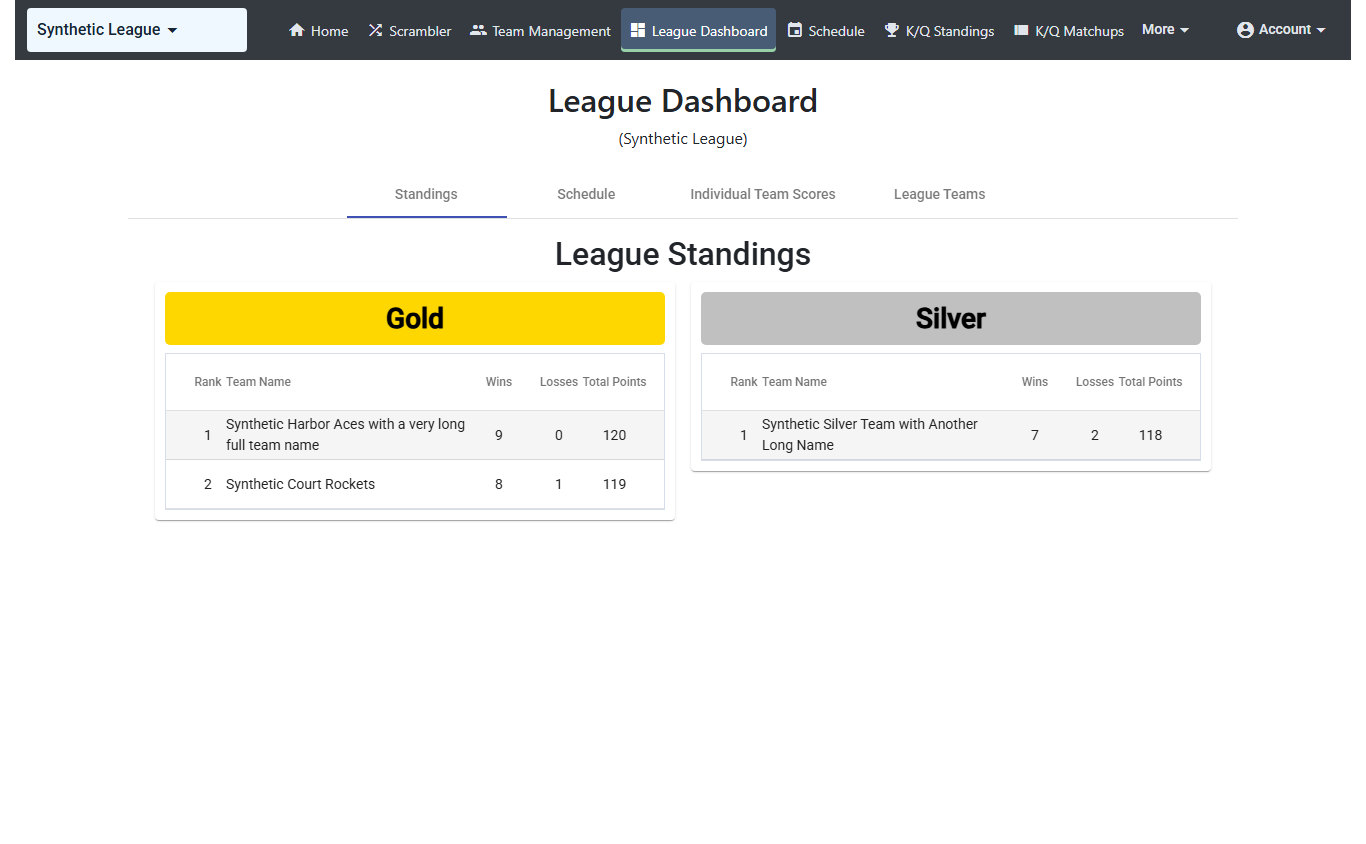 Synthetic League
Home
Scrambler
Team Management
League Dashboard
Schedule
K/Q Standings
K/Q Matchups
More
Account
League Dashboard
(Synthetic League)
Standings
Schedule
Individual Team Scores
League Teams
League Standings
Gold
Rank Team Name Wins Losses Total Points
1 Synthetic Harbor Aces with a very long
full team name 9 0 120
2 Synthetic Court Rockets 8 1 119
Silver
Rank Team Name Wins Losses Total Points
1 Synthetic Silver Team with Another
Long Name 7 2 118